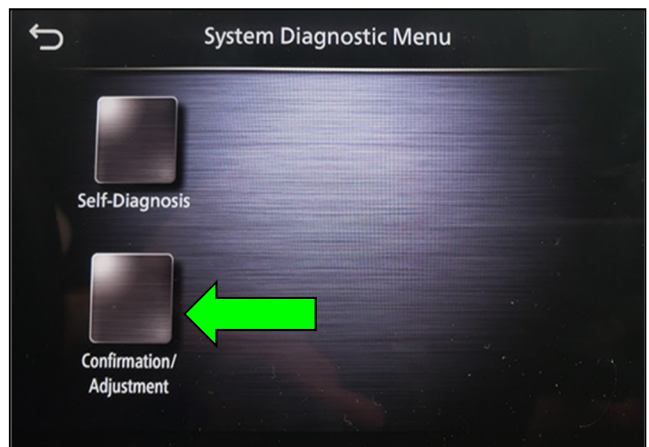 System Diagnostic Menu
Self-Diagnosis
Confirmation/
Adjustment